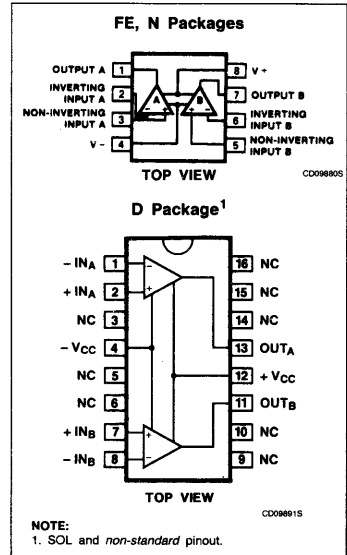 FE, N Packages
OUTPUT A 1
8 V +
INVERTING INPUT A 2
7 OUTPUT B
NON-INVERTING INPUT A 3
6 INVERTING INPUT B
V – 4
5 NON-INVERTING INPUT B
A
B
TOP VIEW
CD09880S
D Package1
– INA 1
16 NC
+ INA 2
15 NC
NC 3
14 NC
– VCC 4
13 OUTA
NC 5
12 + VCC
NC 6
11 OUTB
+ INB 7
10 NC
– INB 8
9 NC
TOP VIEW
CD09891S
NOTE:
1. SOL and non-standard pinout.